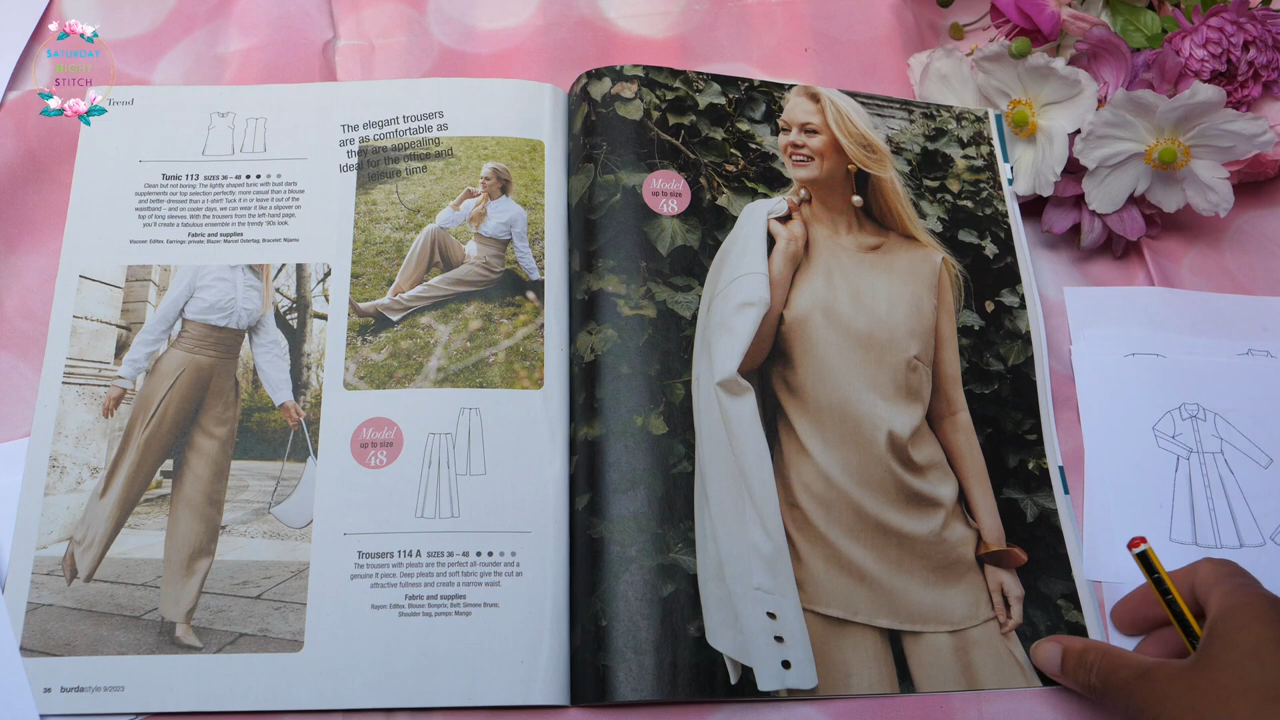 SATURDAY
NIGHT
STITCH
Trend
Tunic 113 SIZES 36 – 48
Clean but not boring: The lightly shaped tunic with bust darts
supplements our top selection perfectly, more casual than a blouse
and better-dressed than a t-shirt! Tuck it in or leave it out of the
waistband – and on cooler days, we can wear it like a slipover on
top of long sleeves. With the trousers from the left-hand page,
you'll create a fabulous ensemble in the trendy '90s look.
Fabric and supplies
Viscose: Editex. Earrings: private; Blazer: Marcel Ostertag; Bracelet: Nijamu
The elegant trousers
are as comfortable as
they are appealing.
Ideal for the office and
leisure time
Model
up to size
48
Trousers 114 A SIZES 36 – 48
The trousers with pleats are the perfect all-rounder and a
genuine it piece. Deep pleats and soft fabric give the cut an
attractive fullness and create a narrow waist.
Fabric and supplies
Rayon: Editex. Blouse: Bonprix; Belt: Simone Bruns;
Shoulder bag, pumps: Mango
36 burdastyle 9/2023
Model
up to size
48